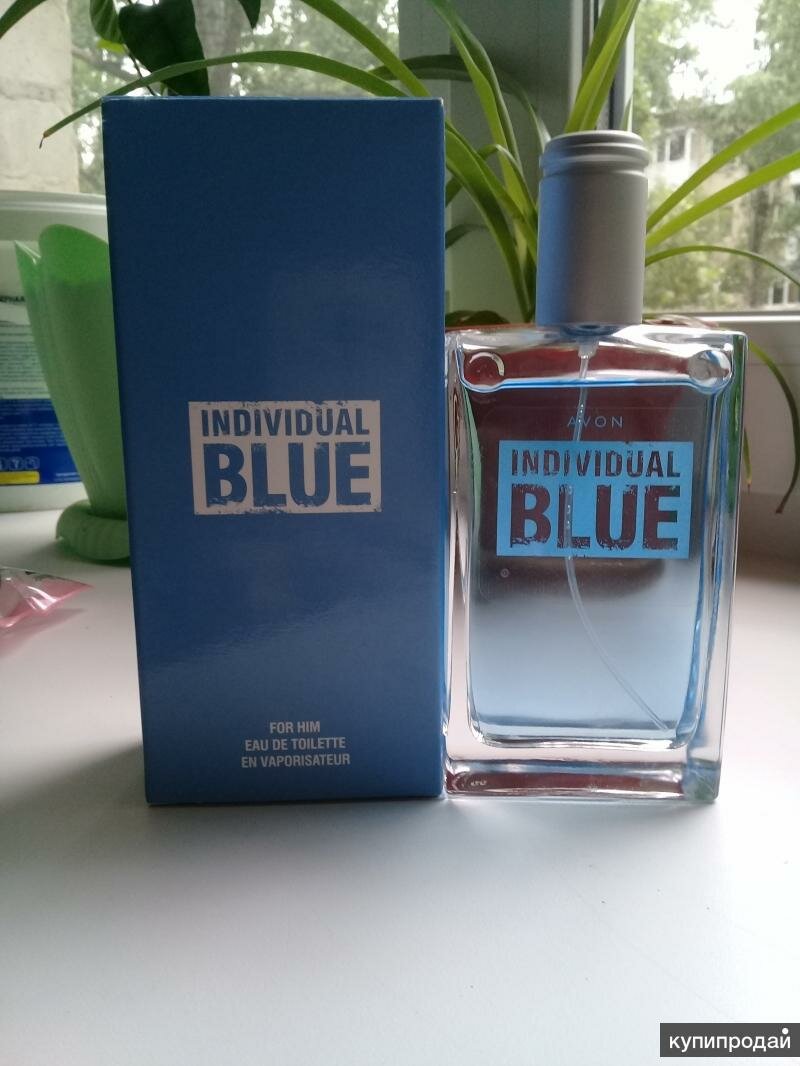 INDIVIDUAL
BLUE
FOR HIM
EAU DE TOILETTE
EN VAPORISATEUR
AVON
INDIVIDUAL
BLUE
купипродай